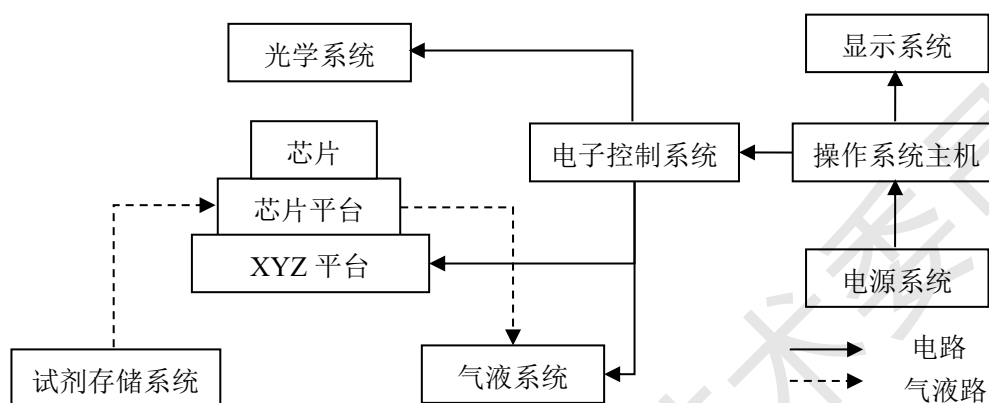 光学系统
显示系统
芯片
电子控制系统
操作系统主机
芯片平台
XYZ 平台
电源系统
试剂存储系统
气液系统
电路
气液路
术委